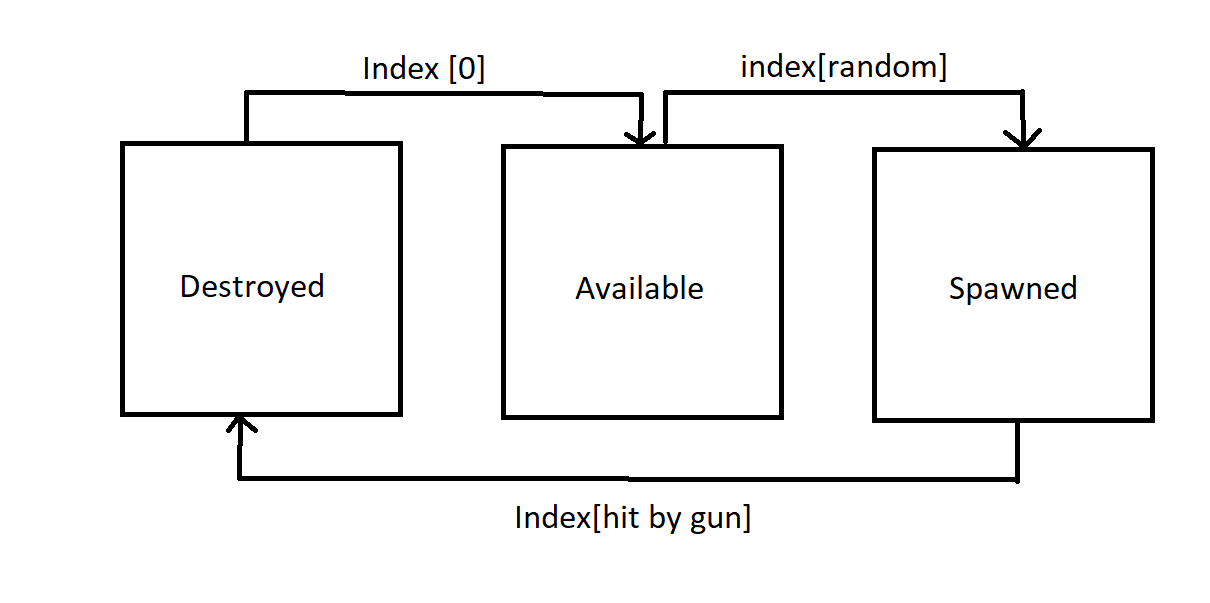 Index [0]
index[random]
Destroyed
Available
Spawned
Index[hit by gun]